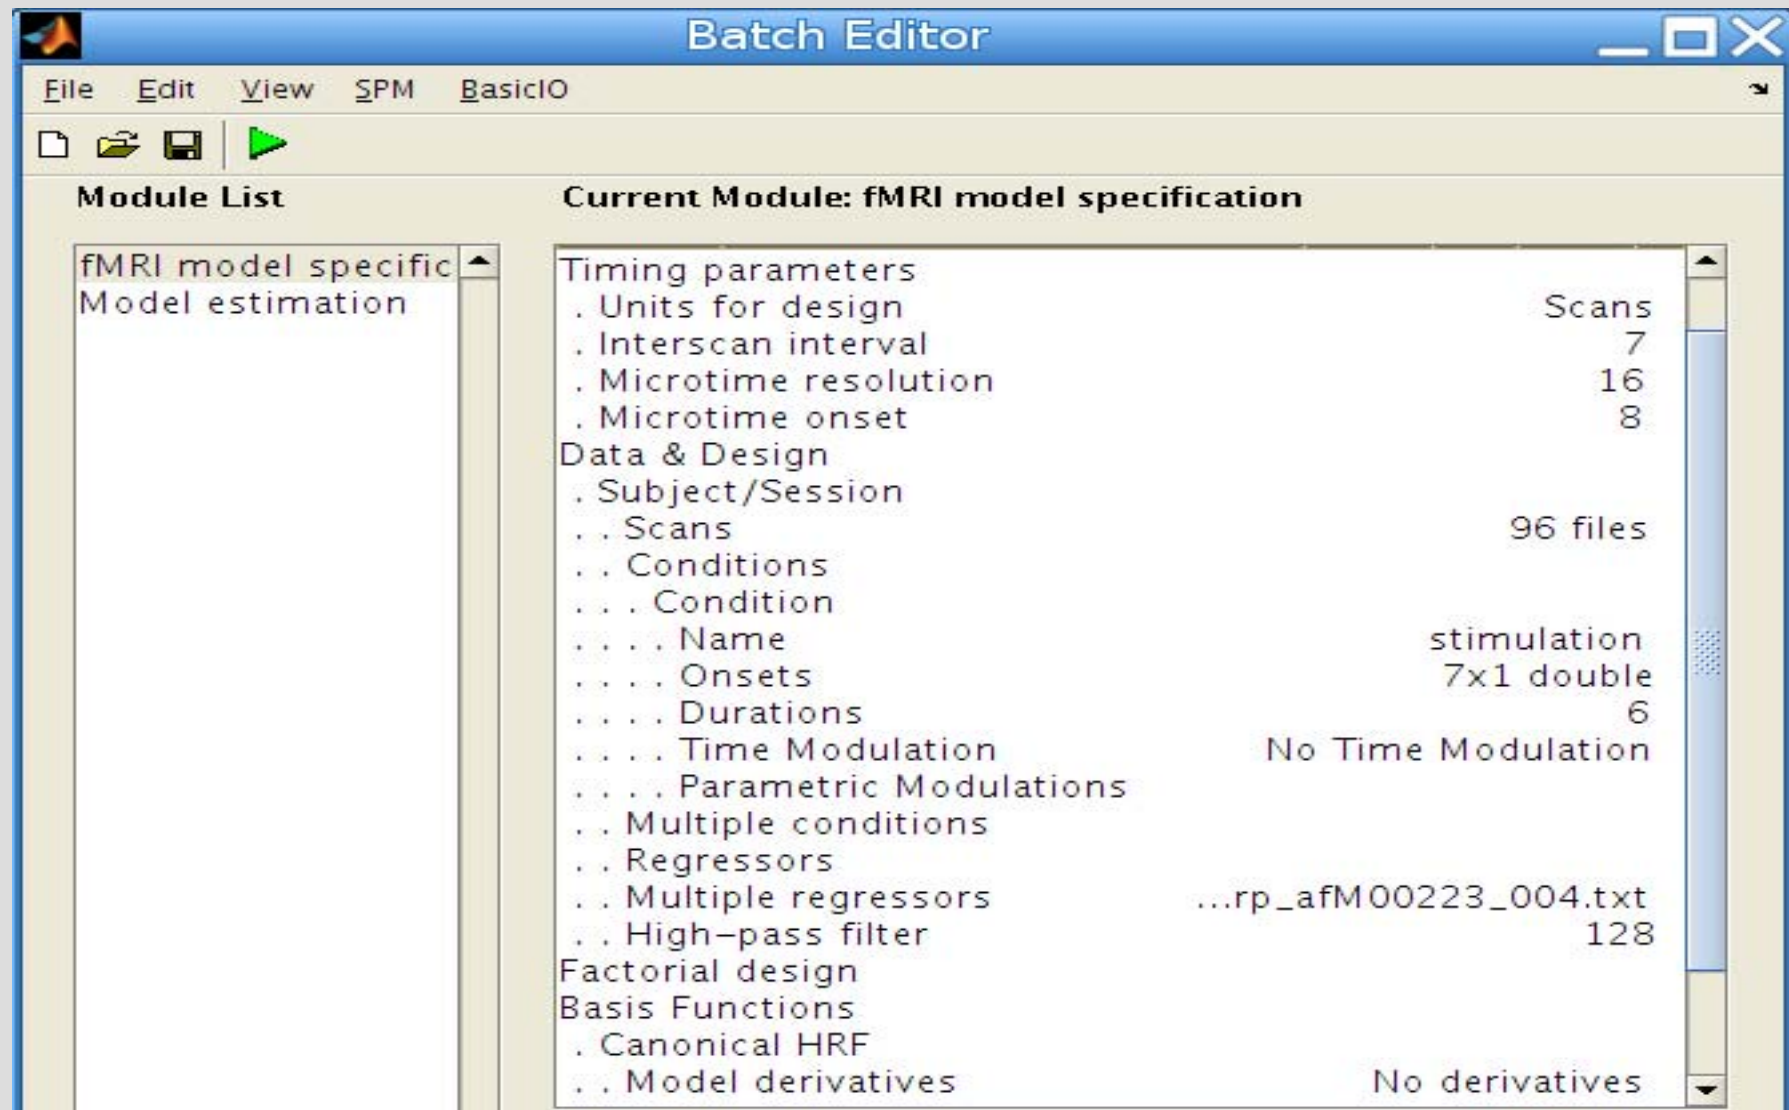 Batch Editor
File Edit View SPM BasicIO
Module List
Current Module: fMRI model specification
fMRI model specific
Model estimation
Timing parameters
. Units for design Scans
. Interscan interval 7
. Microtime resolution 16
. Microtime onset 8
Data & Design
. Subject/Session
. . Scans 96 files
. . Conditions
. . . Condition
. . . . Name stimulation
. . . . Onsets 7x1 double
. . . . Durations 6
. . . . Time Modulation No Time Modulation
. . . . Parametric Modulations
. . Multiple conditions
. . Regressors
. . Multiple regressors ...rp_afM00223_004.txt
. . High-pass filter 128
Factorial design
Basis Functions
. Canonical HRF
. . Model derivatives No derivatives